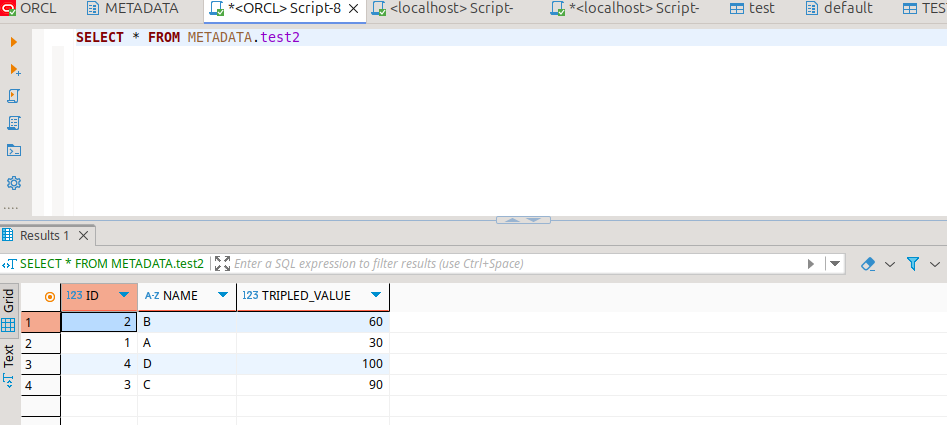 ORCL METADATA *<ORCL> Script-8 <localhost> Script- *<localhost> Script- test default TES
SELECT * FROM METADATA.test2
Results 1
SELECT * FROM METADATA.test2 Enter a SQL expression to filter results (use Ctrl+Space)
Grid
Text
123 ID A-Z NAME 123 TRIPLED_VALUE
1 2 B 60
2 1 A 30
3 4 D 100
4 3 C 90